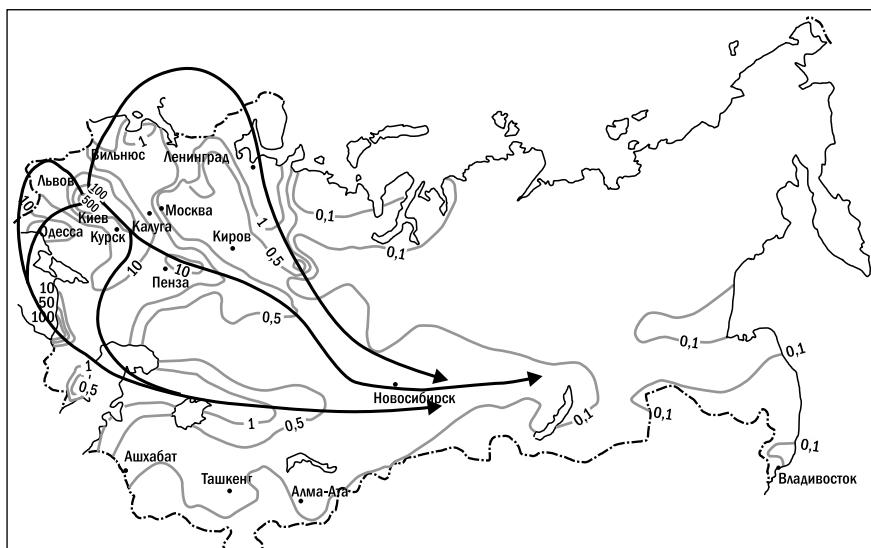 1
Вильнюс
Ленинград
Львов
100
500
10
Киев
Москва
Калуга
Одесса
Курск
Киров
1
0,1
0,1
0,5
10
10
Пенза
10
50
100
0,5
0,1
0,1
1
0,5
1
0,5
Новосибирск
0,1
0,1
0,1
Ашхабат
Ташкент
Алма-Ата
Владивосток